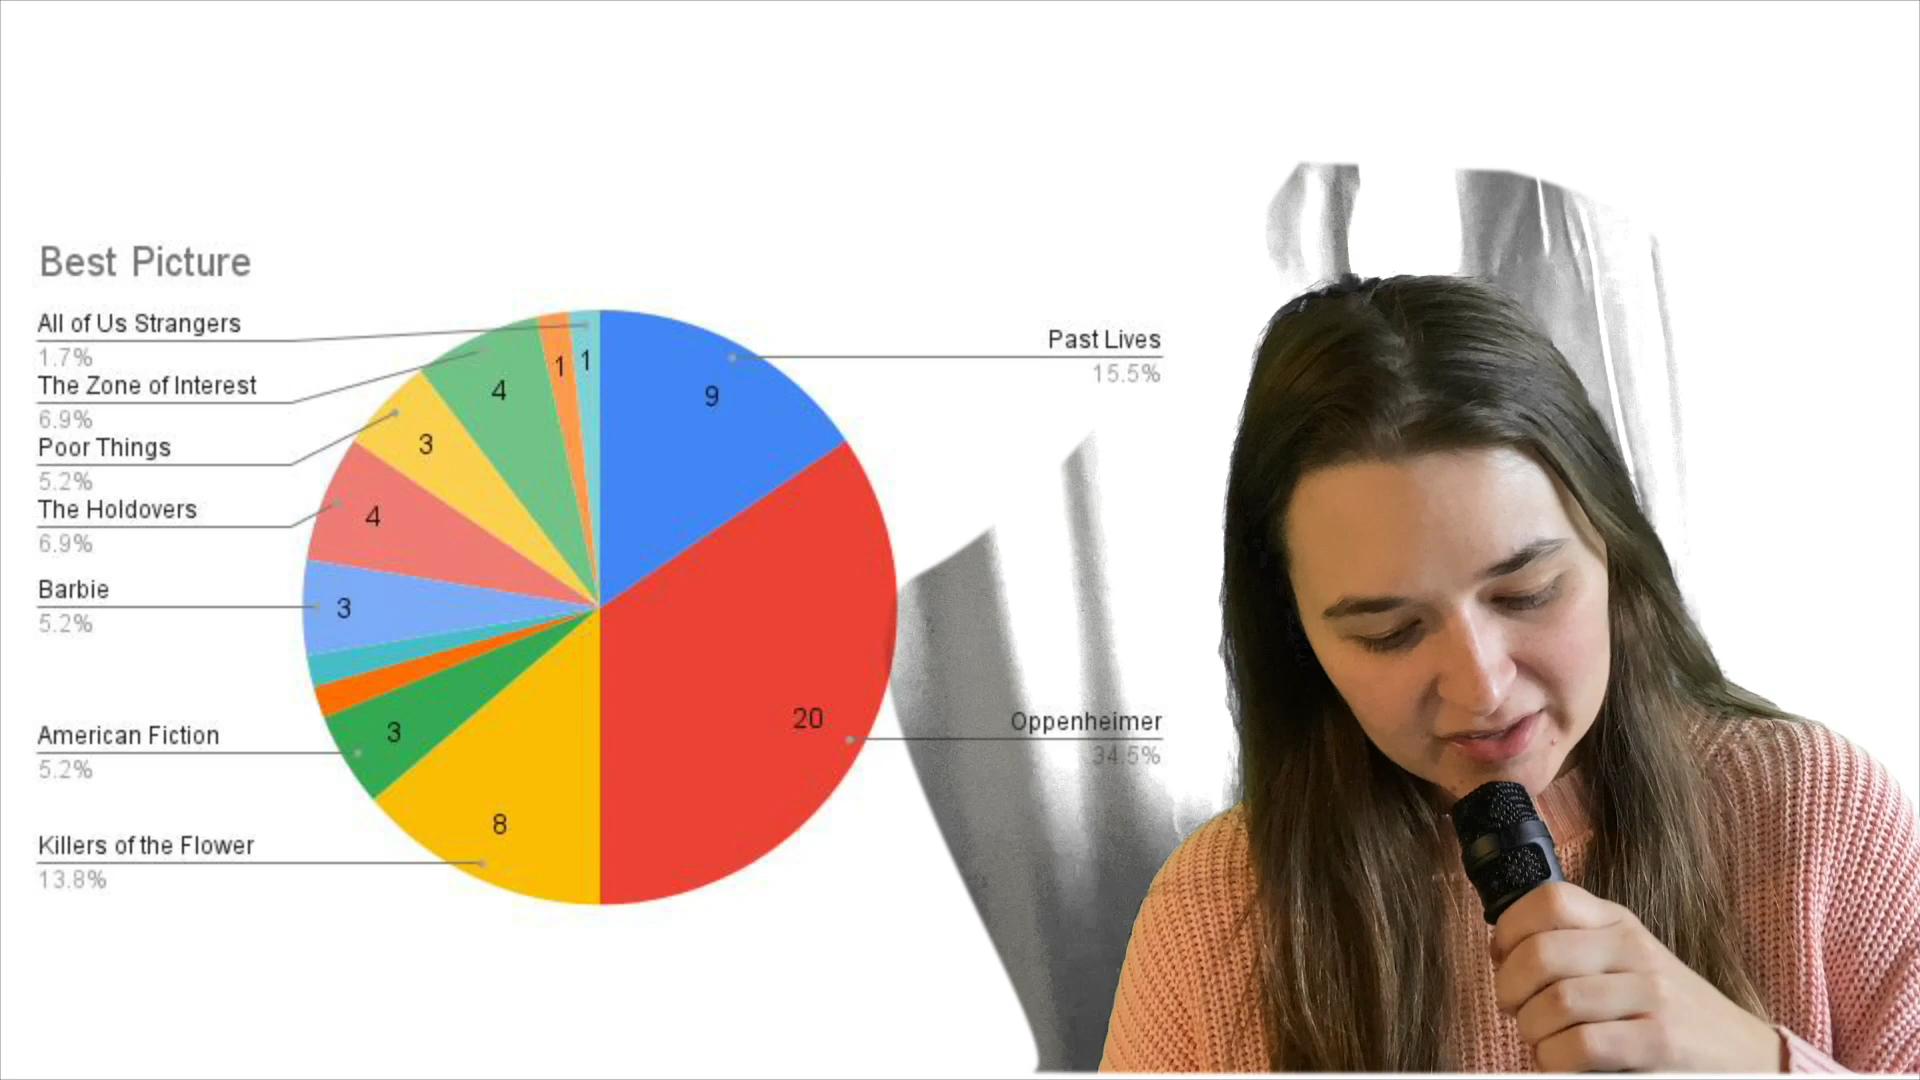 Best Picture
All of Us Strangers
1.7%
The Zone of Interest
6.9%
Poor Things
5.2%
The Holdovers
6.9%
Barbie
5.2%
American Fiction
5.2%
Killers of the Flower
13.8%
Past Lives
15.5%
Oppenheimer
34.5%
9
20
8
3
3
4
3
4
1
1